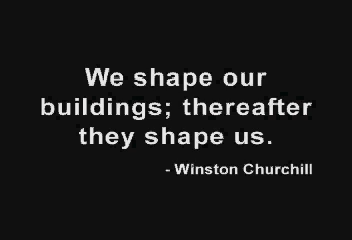 We shape our
buildings; thereafter
they shape us.
- Winston Churchill